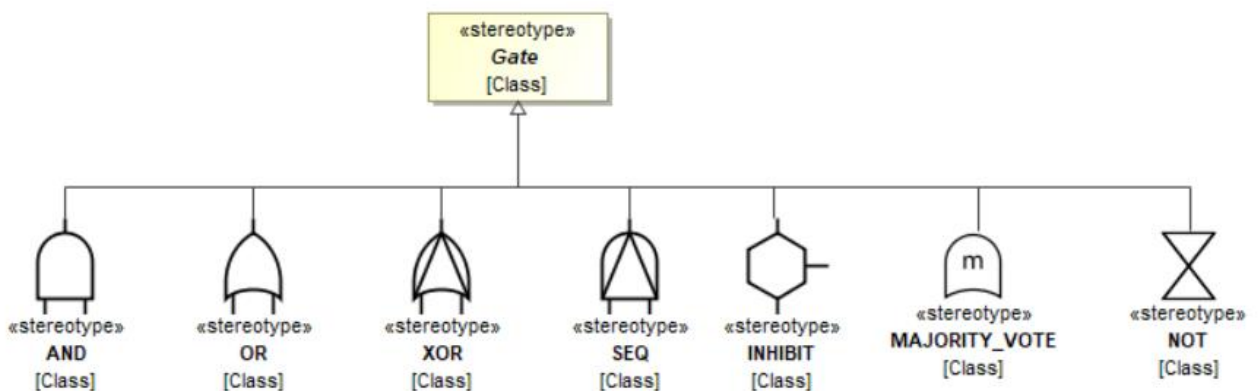 «stereotype»
Gate
[Class]
m
«stereotype»
AND
[Class]
«stereotype»
OR
[Class]
«stereotype»
XOR
[Class]
«stereotype»
SEQ
[Class]
«stereotype»
INHIBIT
[Class]
«stereotype»
MAJORITY_VOTE
[Class]
«stereotype»
NOT
[Class]